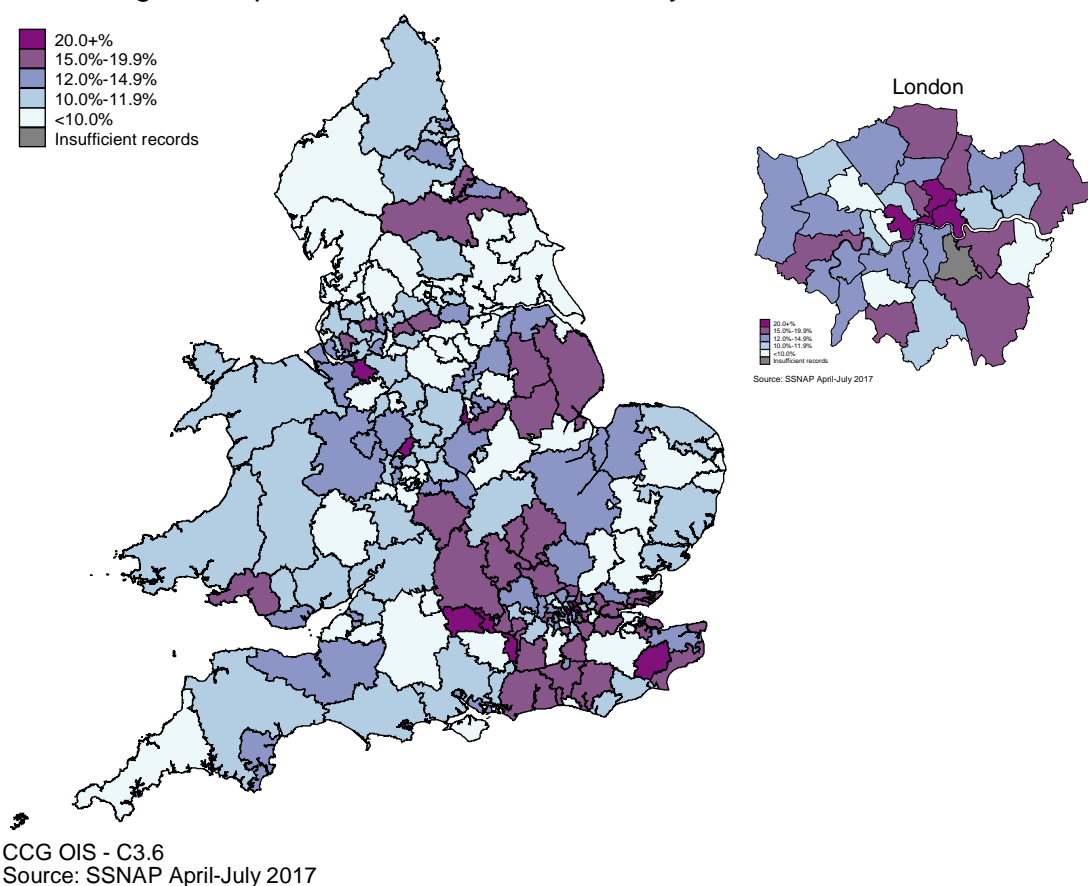 20.0+%
15.0%-19.9%
12.0%-14.9%
10.0%-11.9%
<10.0%
Insufficient records
London
20.0+%
15.0%-19.9%
12.0%-14.9%
10.0%-11.9%
<10.0%
Insufficient records
Source: SSNAP April-July 2017
CCG OIS - C3.6
Source: SSNAP April-July 2017